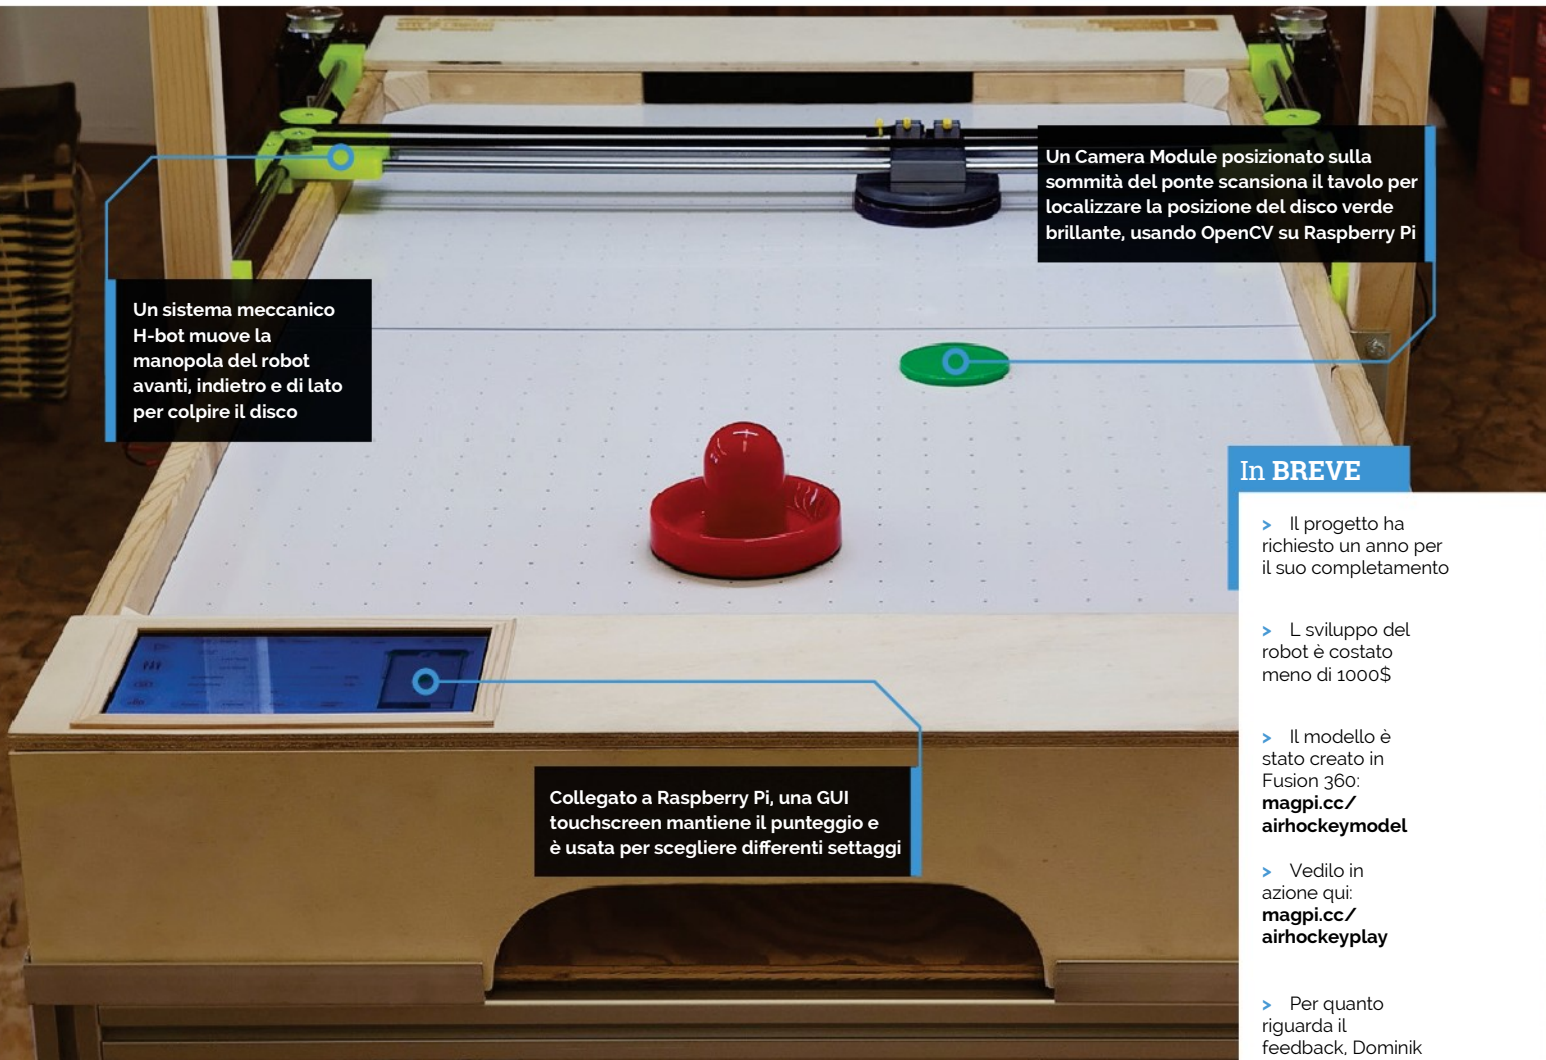 Un Camera Module posizionato sulla
sommità del ponte scansiona il tavolo per
localizzare la posizione del disco verde
brillante, usando OpenCV su Raspberry Pi
Un sistema meccanico
H-bot muove la
manopola del robot
avanti, indietro e di lato
per colpire il disco
Collegato a Raspberry Pi, una GUI
touchscreen mantiene il punteggio e
è usata per scegliere differenti settaggi
In BREVE
> Il progetto ha
richiesto un anno per
il suo completamento
> L sviluppo del
robot è costato
meno di 1000$
> Il modello è
stato creato in
Fusion 360:
magpi.cc/
airhockeymodel
> Vedilo in
azione qui:
magpi.cc/
airhockeyplay
> Per quanto
riguarda il
feedback, Dominik